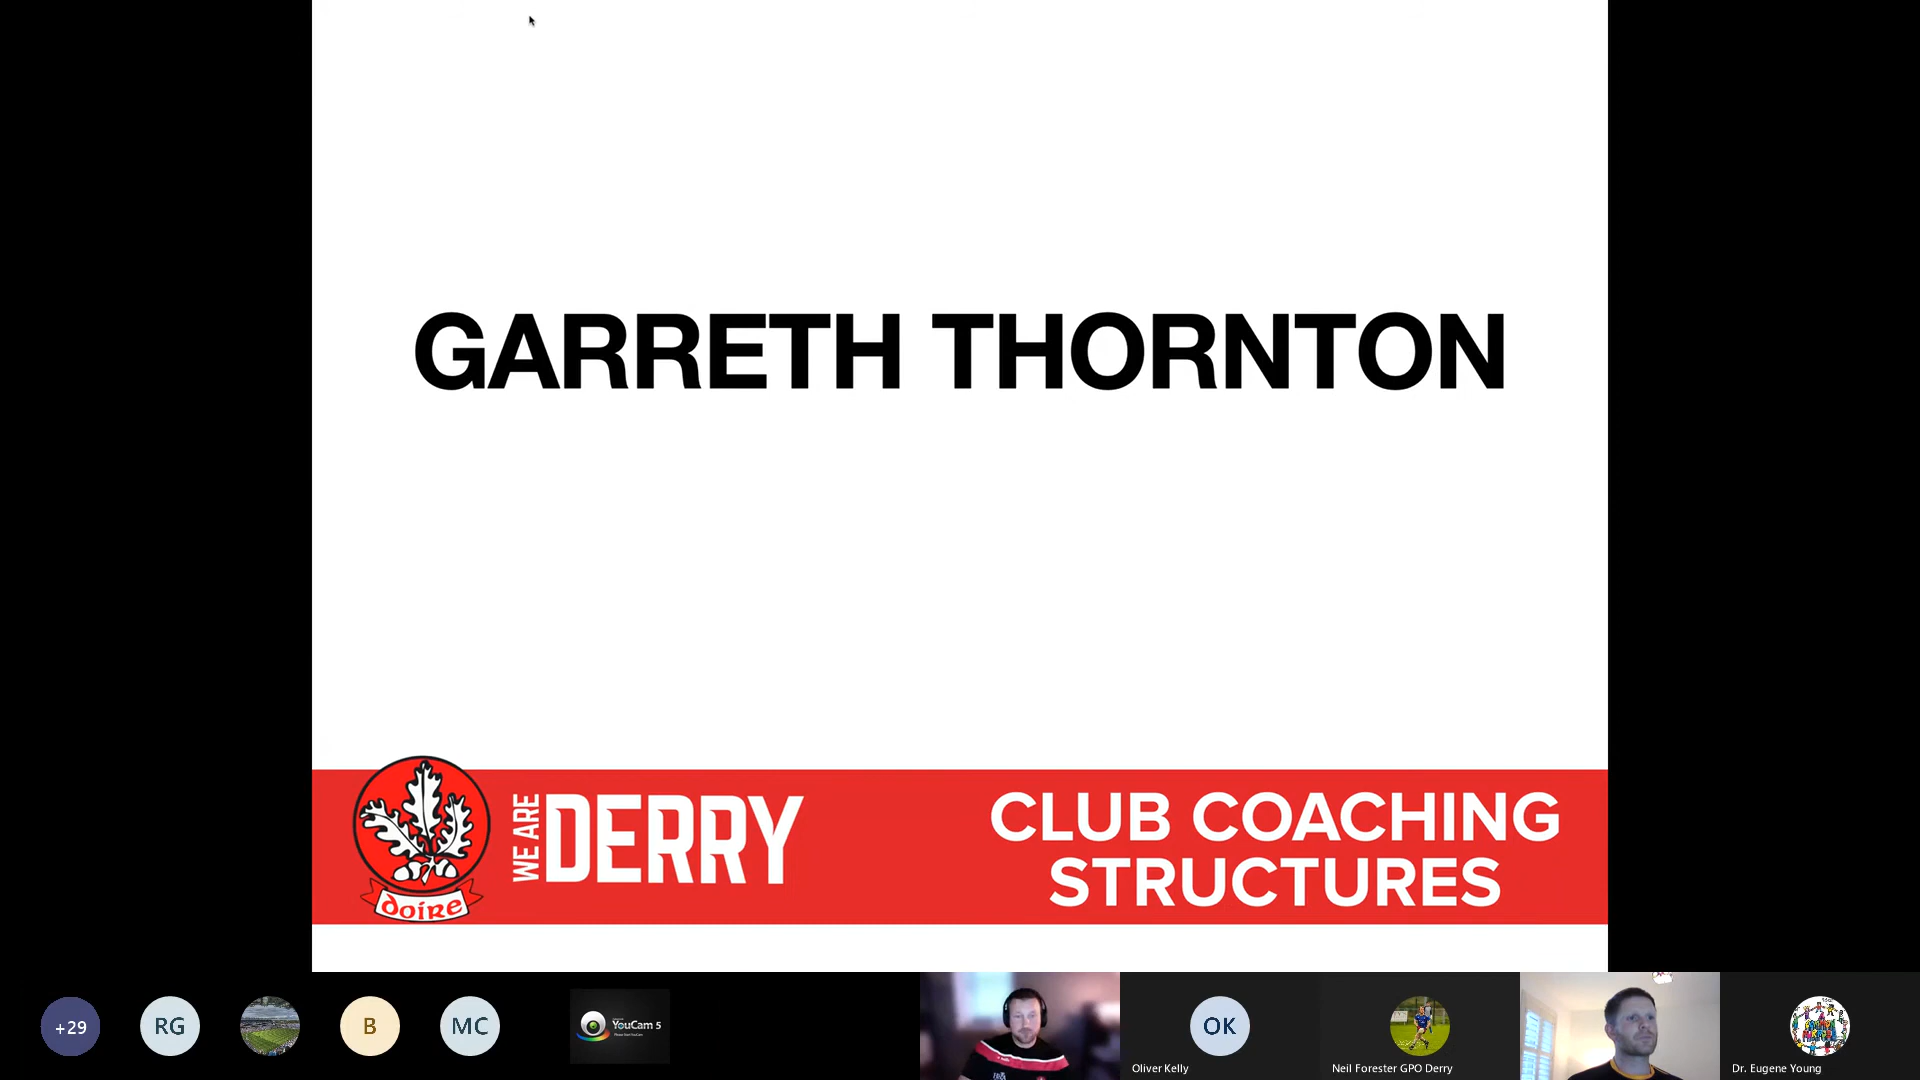 GARRETH THORNTON
WE ARE
DERRY
doire
CLUB COACHING
STRUCTURES
+29
RG
B
MC
YouCam 5
OK
Oliver Kelly
Neil Forester GPO Derry
Dr. Eugene Young